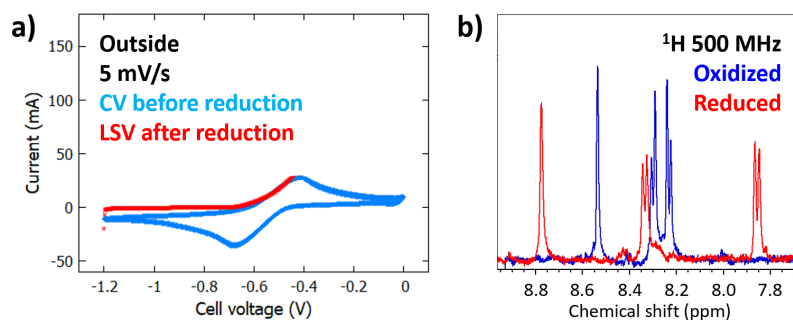 a)
Outside
5 mV/s
CV before reduction
LSV after reduction
Current (mA)
150
100
50
0
-50
-1.2
-1
-0.8
-0.6
-0.4
-0.2
0
Cell voltage (V)
b)
¹H 500 MHz
Oxidized
Reduced
8.8
8.6
8.4
8.2
8.0
7.8
Chemical shift (ppm)